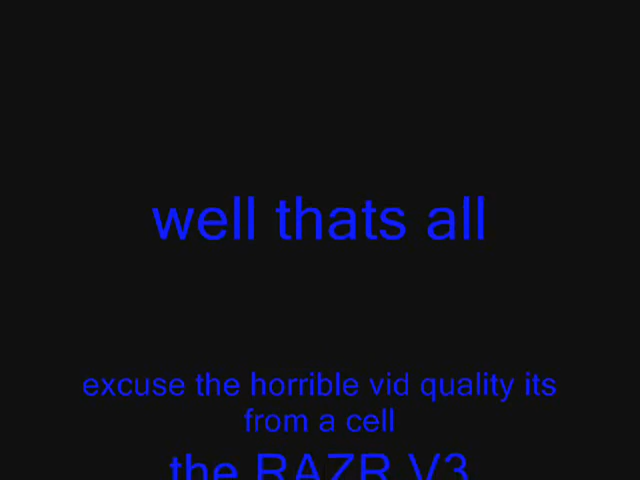 well thats all
excuse the horrible vid quality its
from a cell
the RAZR V3